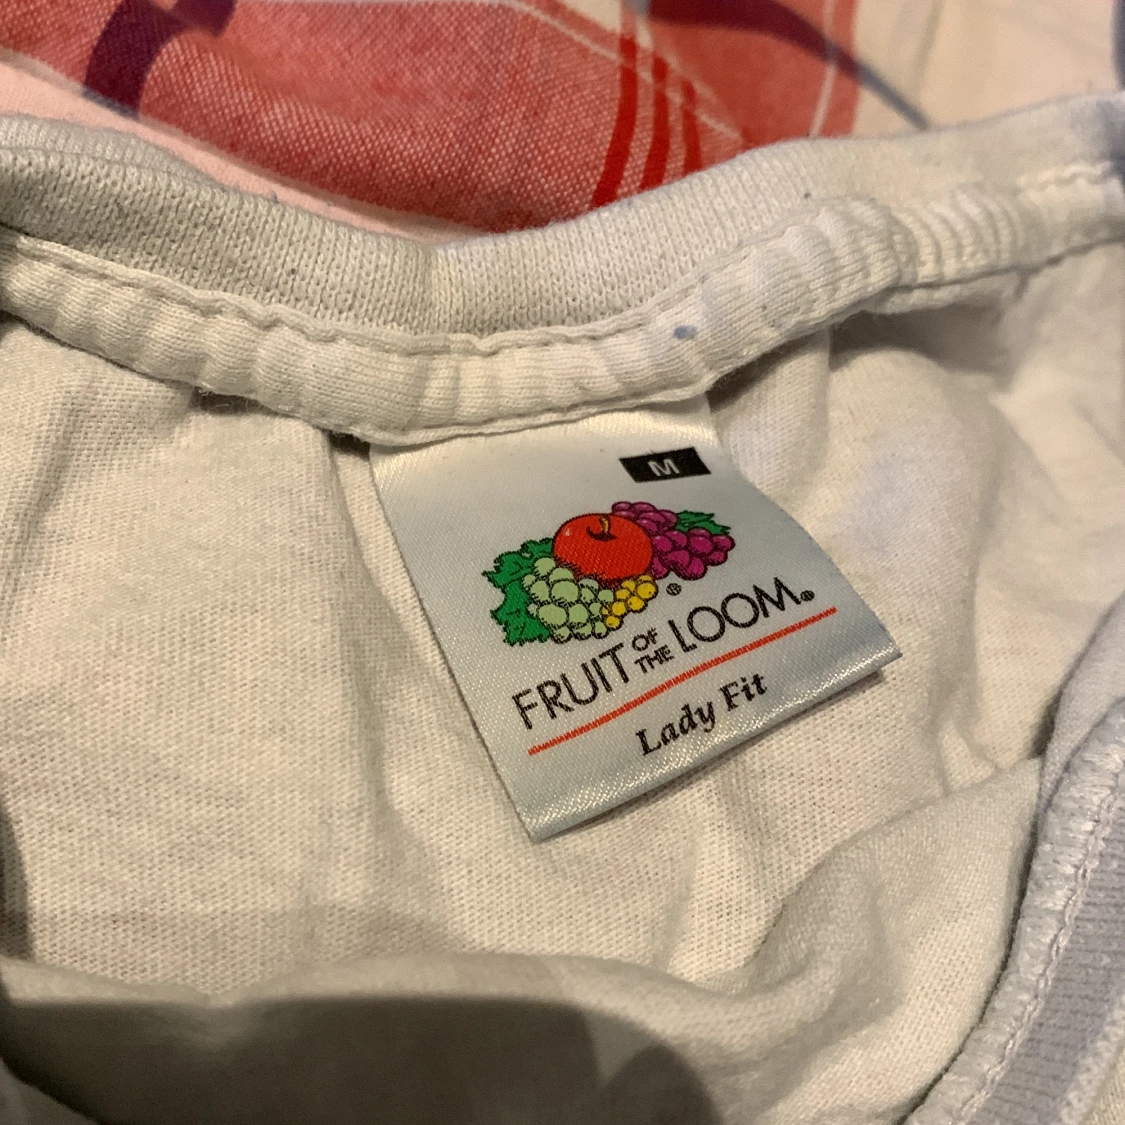 M
®
FRUIT OF THE LOOM®
Lady Fit